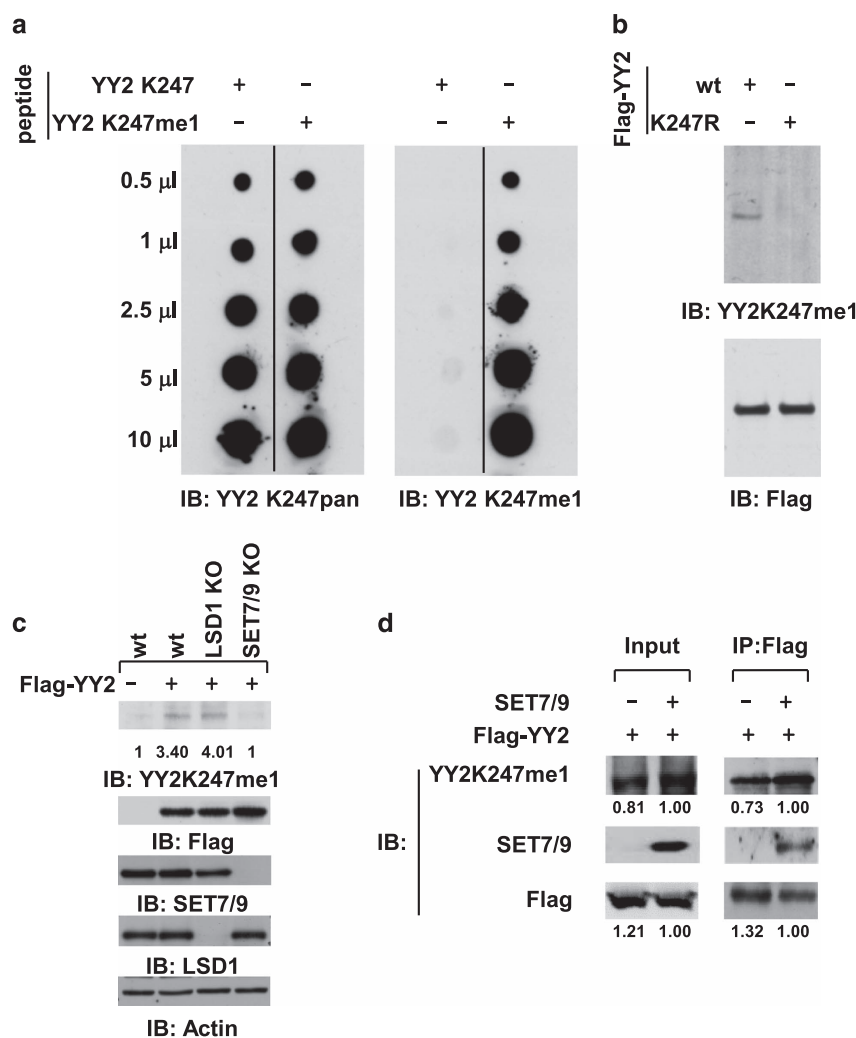 a
peptide
YY2 K247 + – + –
YY2 K247me1 – + – +
0.5 µl
1 µl
2.5 µl
5 µl
10 µl
IB: YY2 K247pan
IB: YY2 K247me1
b
Flag-YY2
wt + –
K247R – +
IB: YY2K247me1
IB: Flag
c
wt wt LSD1 KO SET7/9 KO
Flag-YY2 – + + +
1 3.40 4.01 1
IB: YY2K247me1
IB: Flag
IB: SET7/9
IB: LSD1
IB: Actin
d
Input IP:Flag
SET7/9 – + – +
Flag-YY2 + + + +
IB:
YY2K247me1
0.81 1.00 0.73 1.00
SET7/9
Flag
1.21 1.00 1.32 1.00